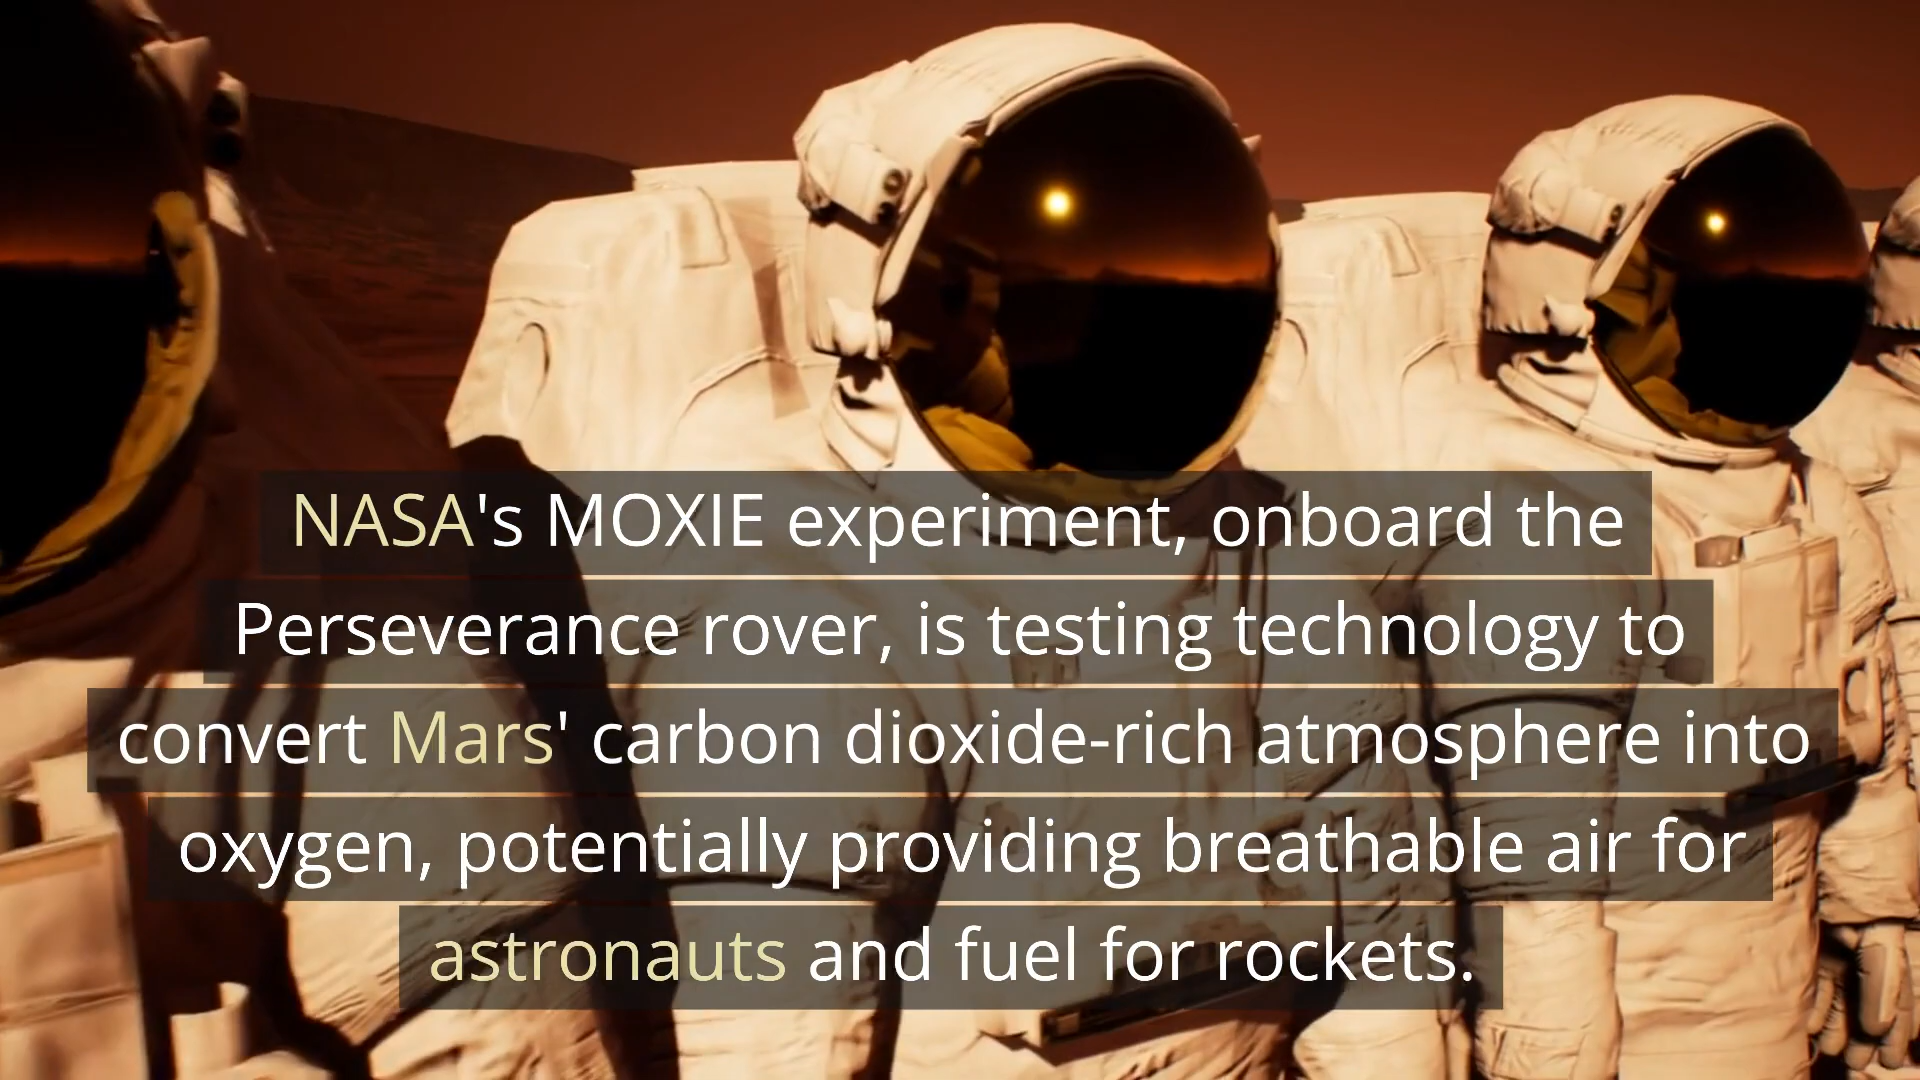 NASA's MOXIE experiment, onboard the
Perseverance rover, is testing technology to
convert Mars' carbon dioxide-rich atmosphere into
oxygen, potentially providing breathable air for
astronauts and fuel for rockets.